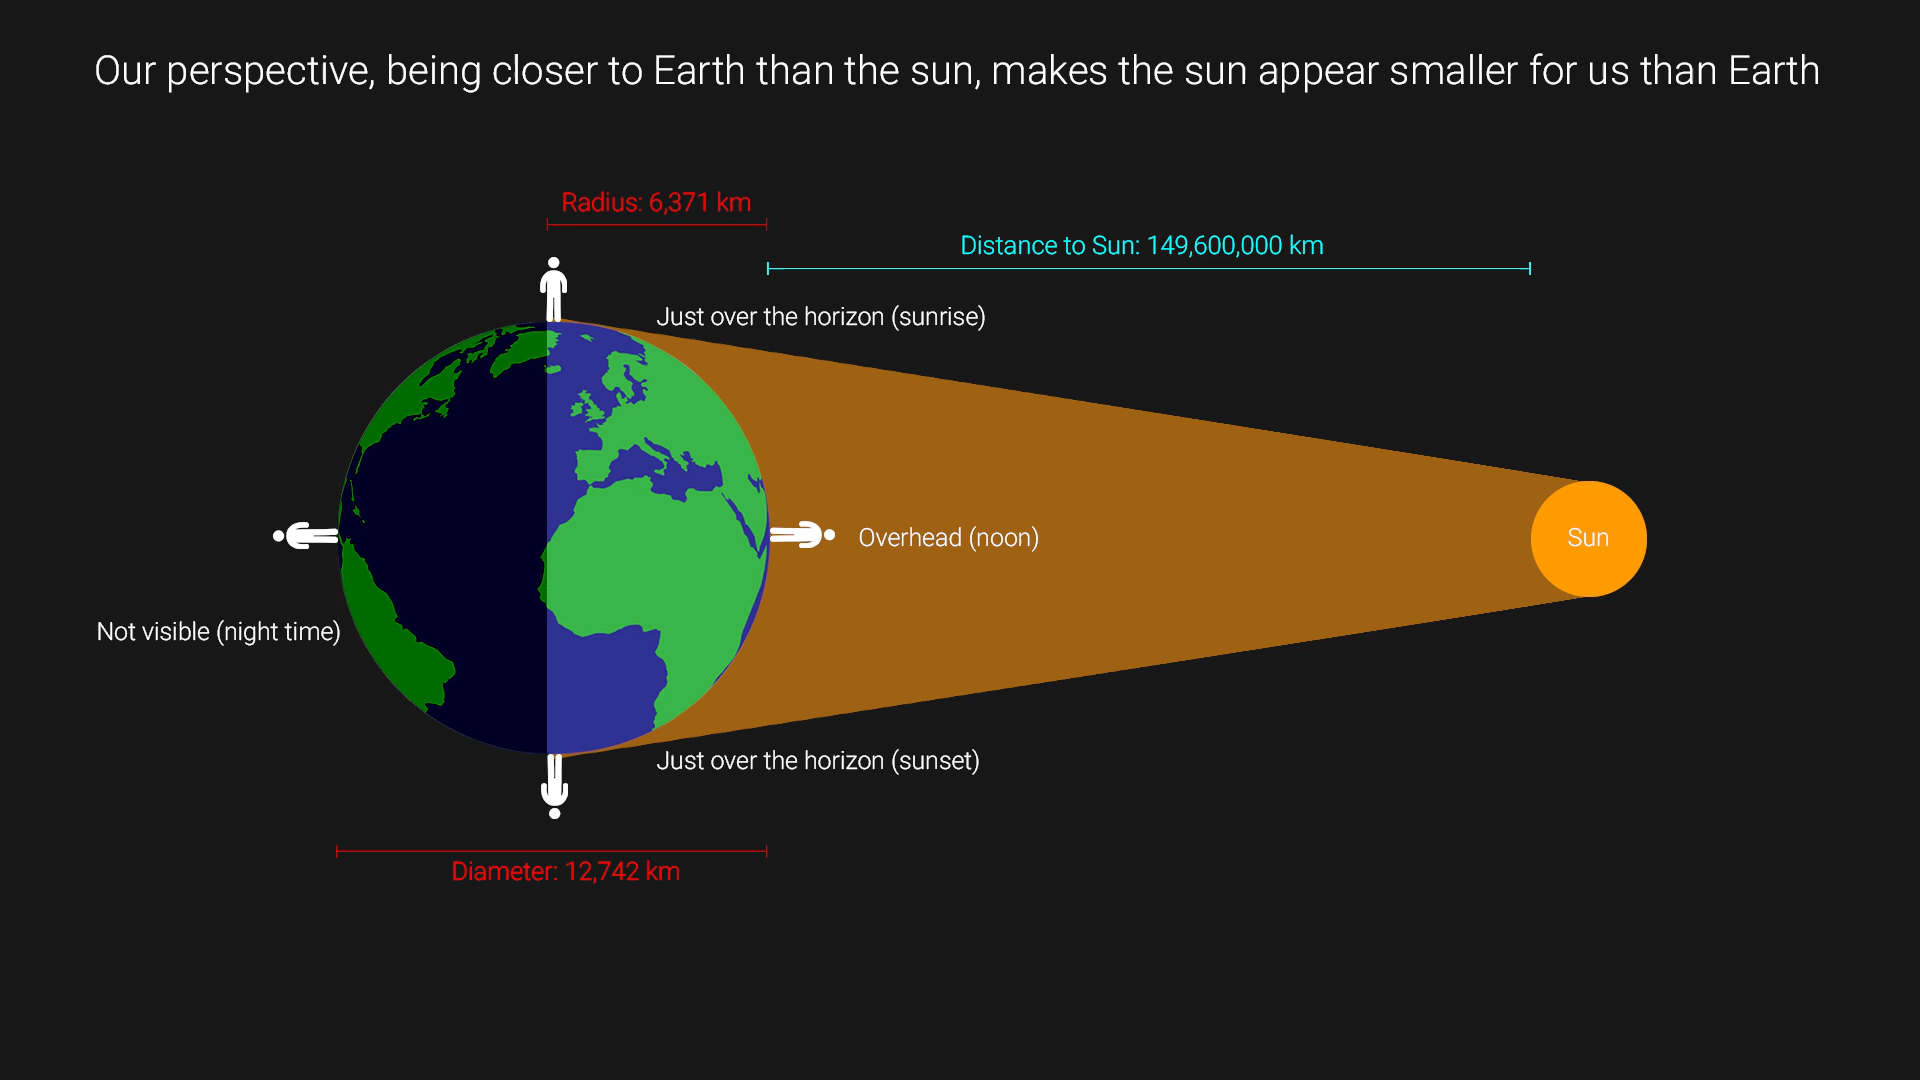 Our perspective, being closer to Earth than the sun, makes the sun appear smaller for us than Earth
Radius: 6,371 km
Distance to Sun: 149,600,000 km
Just over the horizon (sunrise)
Overhead (noon)
Sun
Not visible (night time)
Just over the horizon (sunset)
Diameter: 12,742 km